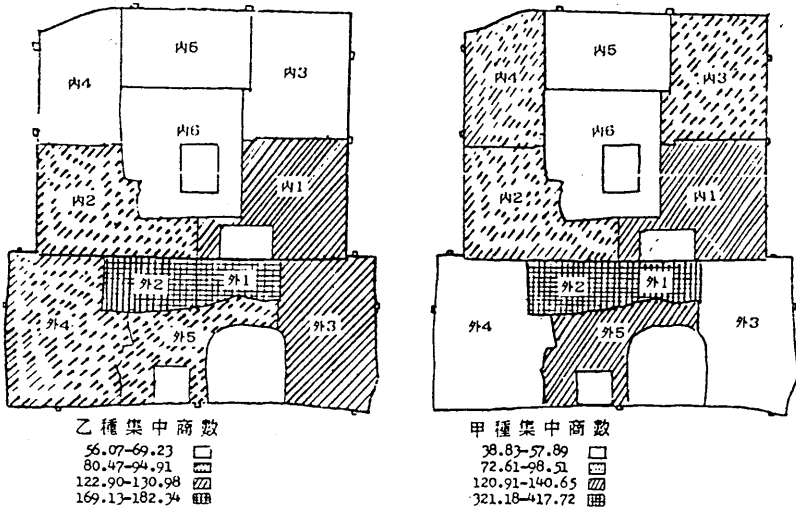 内6
内4
内3
内6
内2
内1
外2
外1
外4
外5
外3
乙種集中商數
56.07-69.23
80.47-94.91
122.90-130.98
169.13-182.34
内5
内4
内3
内6
内2
内1
外2
外1
外4
外5
外3
甲種集中商數
38.83-57.89
72.61-98.51
120.91-140.65
321.18-417.72